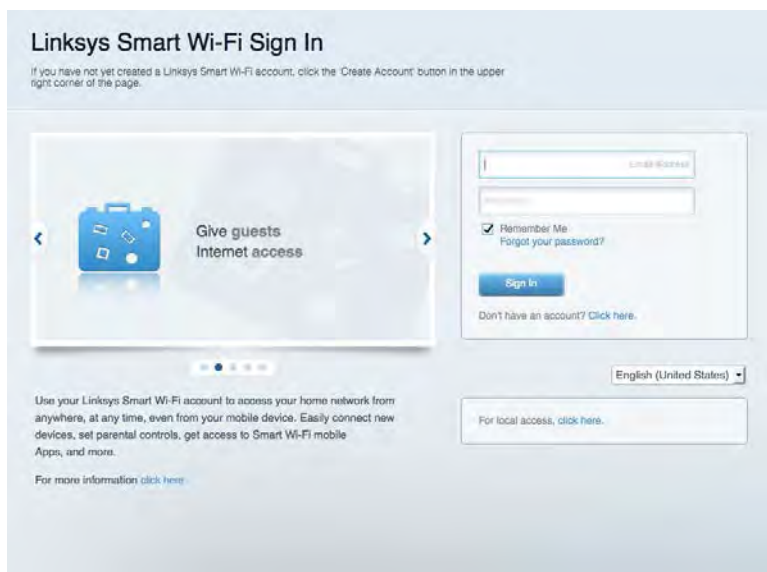 Linksys Smart Wi-Fi Sign In
If you have not yet created a Linksys Smart Wi-Fi account, click the 'Create Account' button in the upper
right corner of the page.
Give guests
Internet access
Email Address
Remember Me
Forgot your password?
Sign In
Don't have an account? Click here.
English (United States)
Use your Linksys Smart Wi-Fi account to access your home network from
anywhere, at any time, even from your mobile device. Easily connect new
devices, set parental controls, get access to Smart Wi-Fi mobile
Apps, and more.
For local access, click here.
For more information click here